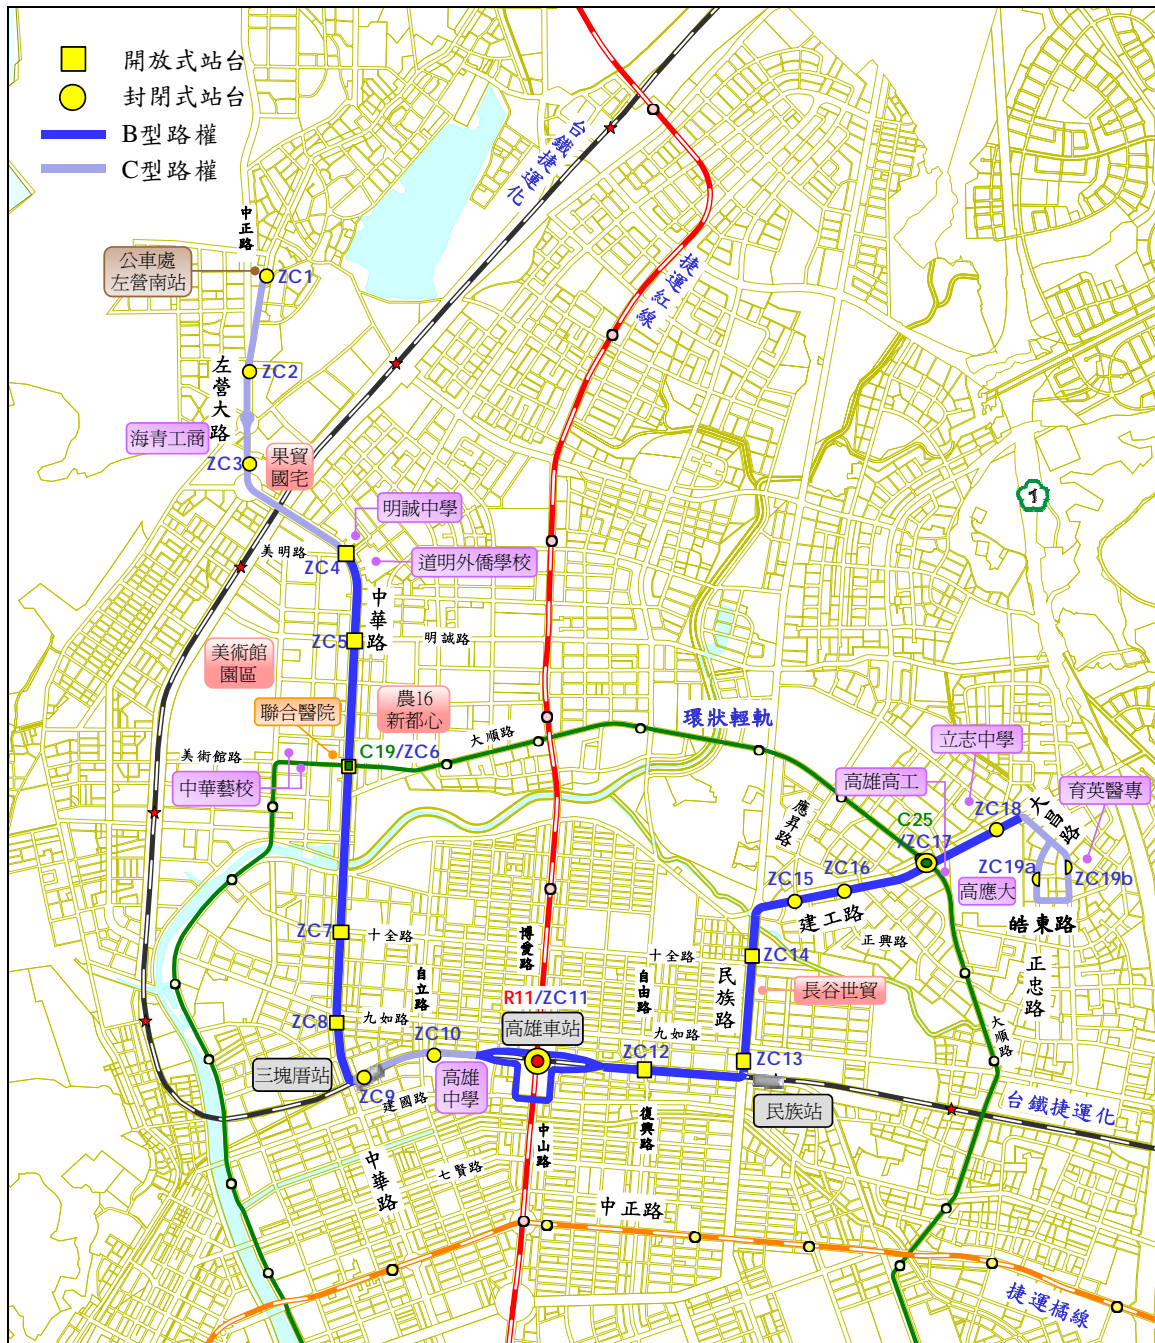 開放式站台
封閉式站台
B型路權
C型路權
台鐵捷運化
中正路
公車處
左營南站
ZC1
捷運紅線
左營大路
ZC2
海青工商
ZC3
果貿
國宅
1
明誠中學
美明路
ZC4
道明外僑學校
中華路
ZC5
明誠路
美術館
園區
農16
新都心
聯合醫院
環狀輕軌
大順路
立志中學
美術館路
C19/ZC6
中華藝校
高雄高工
育英醫專
應昇路
C25
/ZC17
ZC18
大昌路
ZC19a
ZC19b
ZC16
ZC15
高應大
建工路
皓東路
正興路
ZC7
十全路
博愛路
十全路
ZC14
民族路
正忠路
自立路
自由路
長谷世貿
R11/ZC11
ZC8
九如路
ZC10
高雄車站
九如路
大順路
ZC12
ZC13
三塊厝站
ZC9
建國路
高雄
中學
民族站
台鐵捷運化
復興路
中山路
中華路
七賢路
中正路
捷運橘線